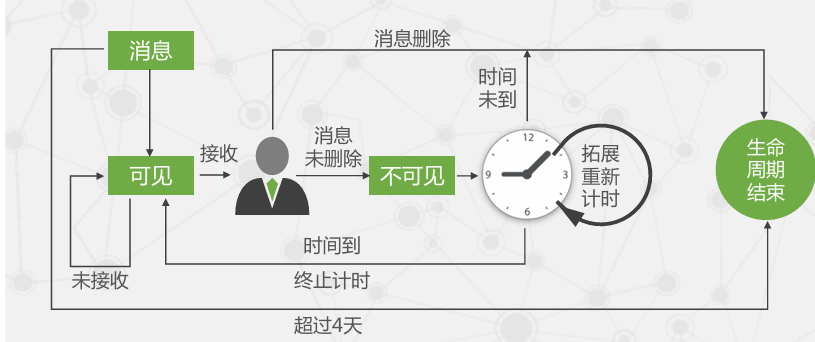 消息删除
消息
时间
未到
消息
未删除
接收
可见
不可见
12
3
6
9
拓展
重新
计时
生命
周期
结束
时间到
未接收
终止计时
超过4天